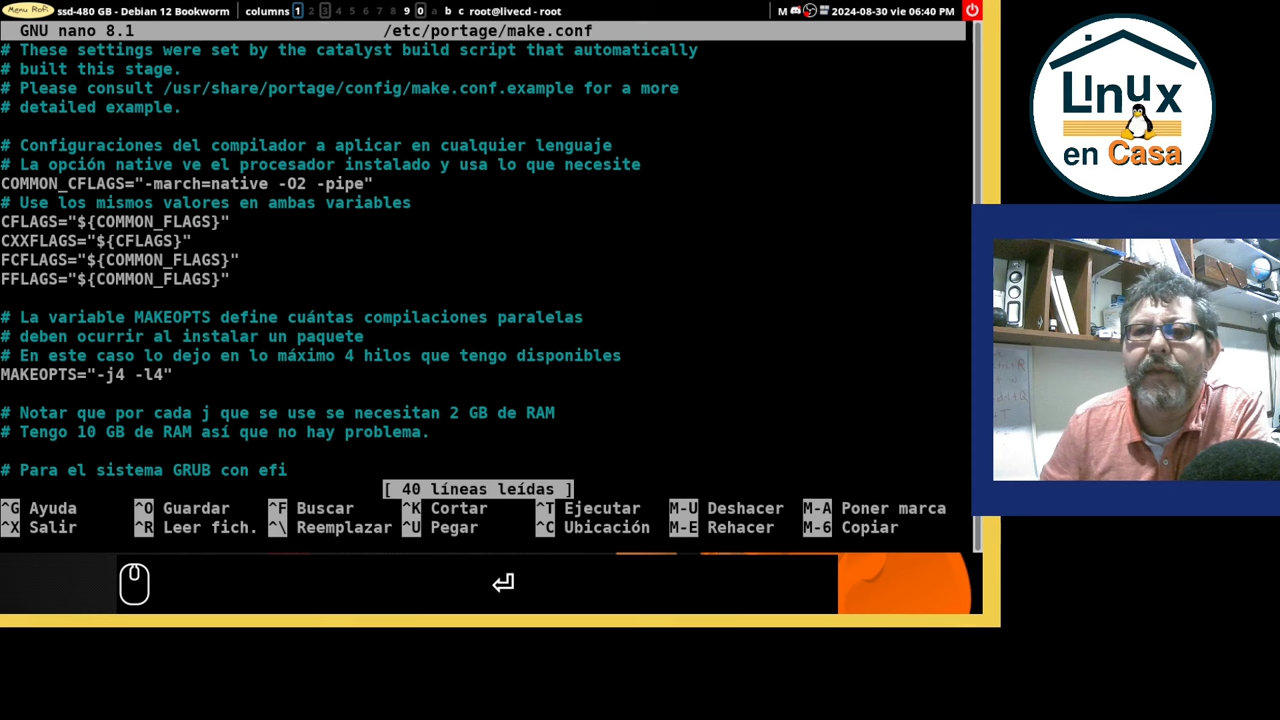 Menu Rofi ssd-480 GB - Debian 12 Bookworm columns 1 2 3 4 5 6 7 8 9 0 a b c root@livecd - root M 2024-08-30 vie 06:40 PM
GNU nano 8.1 /etc/portage/make.conf
# These settings were set by the catalyst build script that automatically
# built this stage.
# Please consult /usr/share/portage/config/make.conf.example for a more
# detailed example.
# Configuraciones del compilador a aplicar en cualquier lenguaje
# La opción native ve el procesador instalado y usa lo que necesite
COMMON_CFLAGS="-march=native -O2 -pipe"
# Use los mismos valores en ambas variables
CFLAGS="${COMMON_FLAGS}"
CXXFLAGS="${CFLAGS}"
FCFLAGS="${COMMON_FLAGS}"
FFLAGS="${COMMON_FLAGS}"
# La variable MAKEOPTS define cuántas compilaciones paralelas
# deben ocurrir al instalar un paquete
# En este caso lo dejo en lo máximo 4 hilos que tengo disponibles
MAKEOPTS="-j4 -l4"
# Notar que por cada j que se use se necesitan 2 GB de RAM
# Tengo 10 GB de RAM así que no hay problema.
# Para el sistema GRUB con efi
[ 40 líneas leídas ]
^G Ayuda ^O Guardar ^F Buscar ^K Cortar ^T Ejecutar M-U Deshacer M-A Poner marca
^X Salir ^R Leer fich. ^\ Reemplazar ^U Pegar ^C Ubicación M-E Rehacer M-6 Copiar
Linux
en Casa